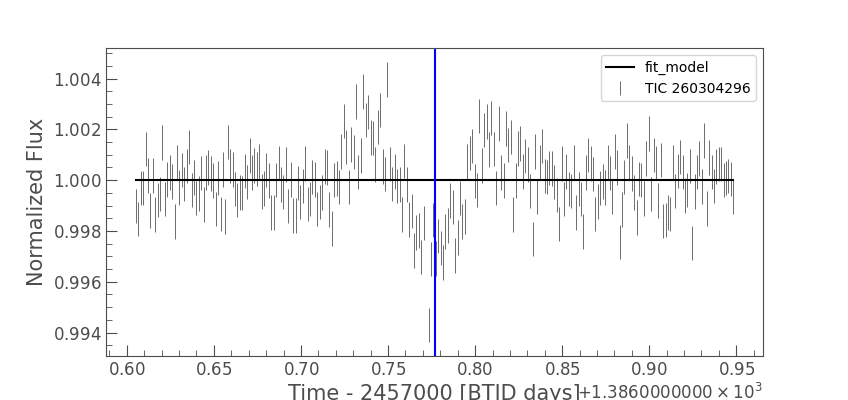 fit_model
TIC 260304296
Normalized Flux
1.004
1.002
1.000
0.998
0.996
0.994
0.60 0.65 0.70 0.75 0.80 0.85 0.90 0.95
Time - 2457000 [BTJD days]
+1.3860000000 × 10³